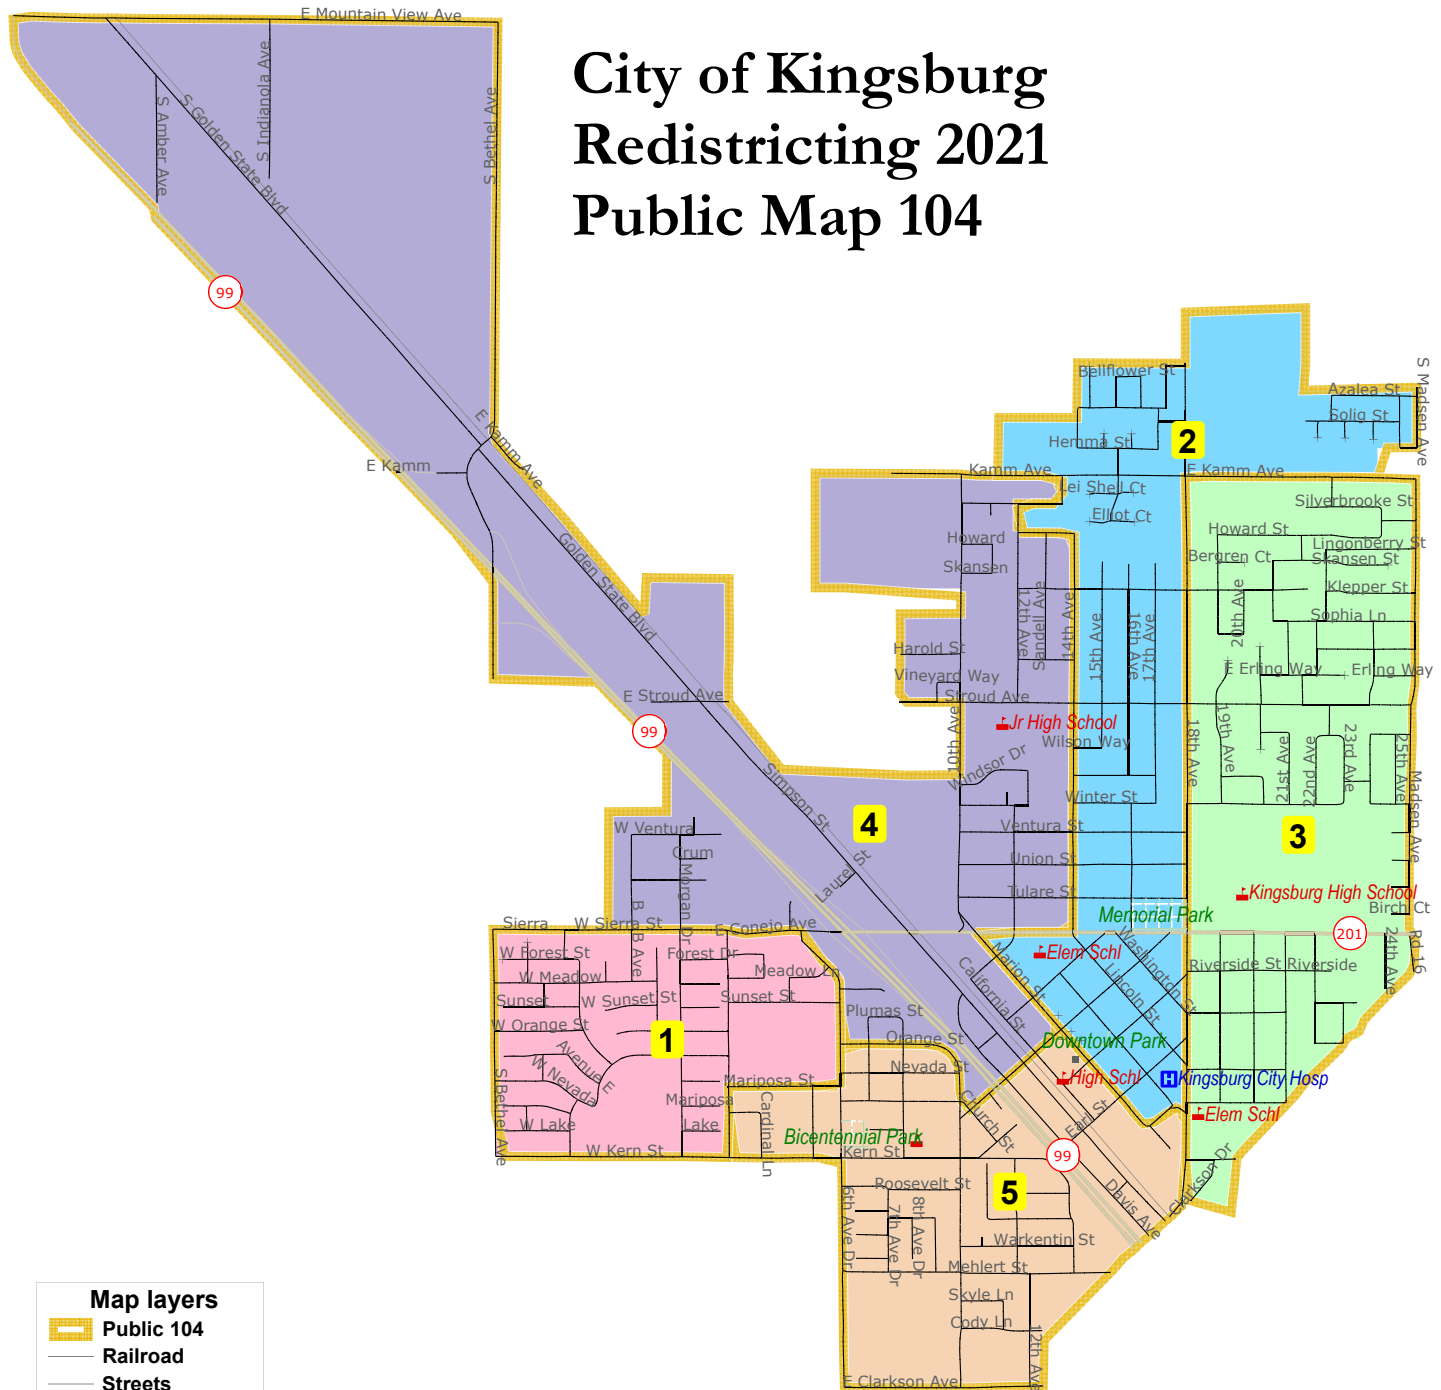 E Mountain View Ave
City of Kingsburg
Redistricting 2021
Public Map 104
S Amber Ave
S Golden State Blvd
S Indianola Ave
S Bethel Ave
99
E Kamm
E Kamm Ave
Golden State Blvd
E Stroud Ave
99
Simpson St
Bellflower St
Azalea St
Solig St
S Madsen Ave
Hemma St
2
Kamm Ave
E Kamm Ave
Lei Shell Ct
Elliot Ct
Silverbrooke St
Howard St
Lingonberry St
Bergren Ct
Skansen St
Klepper St
Sophia Ln
20th Ave
E Erling Way
Erling Way
Howard
Skansen
12th Ave
Sandell Ave
14th Ave
15th Ave
16th Ave
17th Ave
Harold St
Vineyard Way
Stroud Ave
10th Ave
Jr High School
Wilson Way
Windsor Dr
18th Ave
19th Ave
21st Ave
22nd Ave
23rd Ave
25th Ave
Madsen Ave
Winter St
4
3
Ventura St
Union St
Tulare St
W Ventura
Crum
Morgan Dr
B Ave
B Ave
Laurel St
Kingsburg High School
Birch Ct
Memorial Park
Sierra
W Sierra St
E Conejo Ave
201
Rd 16
24th Ave
W Forest St
Forest Dr
Meadow Ln
W Meadow
Sunset
W Sunset St
Sunset St
W Orange St
Avenue E
W Nevada
1
Elem Schl
Marion St
California St
Washington St
Lincoln St
Riverside St
Riverside
Plumas St
Orange St
Nevada St
Downtown Park
High Schl
Kingsburg City Hosp
H
Elem Schl
S Bethel Ave
Mariposa St
Mariposa
W Lake
Lake
Cardinal Ln
W Kern St
Bicentennial Park
Kern St
Church St
Earl St
99
Clarkson Dr
Davis Ave
Roosevelt St
5
6th Ave Dr
7th Ave Dr
8th Ave Dr
Warkentin St
Mehlert St
Skyle Ln
Cody Ln
12th Ave
E Clarkson Ave
Map layers
Public 104
Railroad
Streets